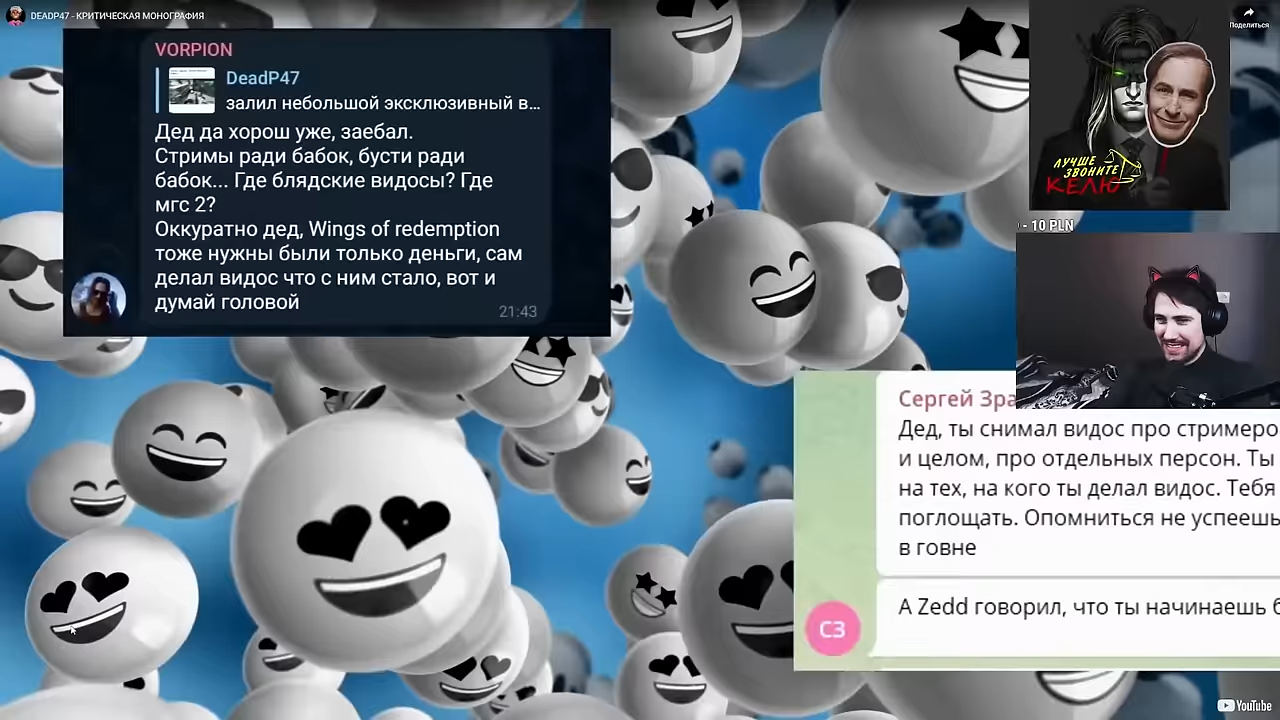 DEADP47 - КРИТИЧЕСКАЯ МОНОГРАФИЯ
Поделиться
VORPION
DeadP47
залил небольшой эксклюзивный в…
Дед да хорош уже, заебал.
Стримы ради бабок, бусти ради
бабок... Где блядские видосы? Где
мгс 2?
Оккуратно дед, Wings of redemption
тоже нужны были только деньги, сам
делал видос что с ним стало, вот и
думай головой
21:43
ЛУЧШЕ
ЗВОНИТЕ
КЕЛЮ
- 10 PLN
Сергей Зра
Дед, ты снимал видос про стримеро
и целом, про отдельных персон. Ты
на тех, на кого ты делал видос. Тебя
поглощать. Опомниться не успеешь
в говне
А Zedd говорил, что ты начинаешь б
СЗ
YouTube